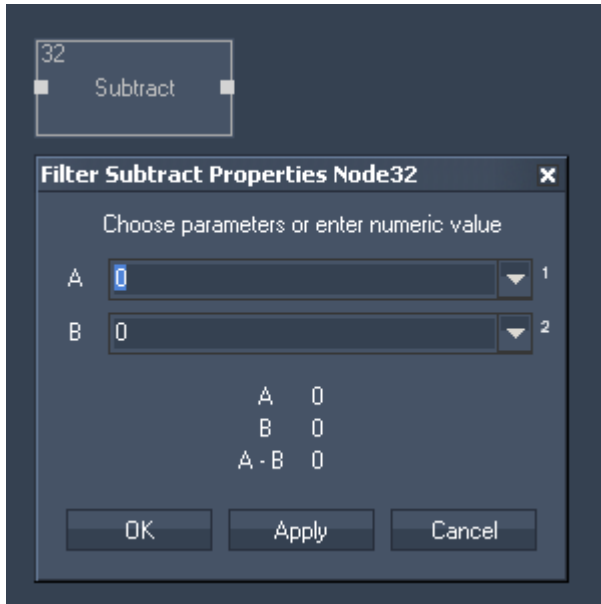 32
Subtract
Filter Subtract Properties Node32
Choose parameters or enter numeric value
A 0 1
B 0 2
A 0
B 0
A - B 0
OK Apply Cancel